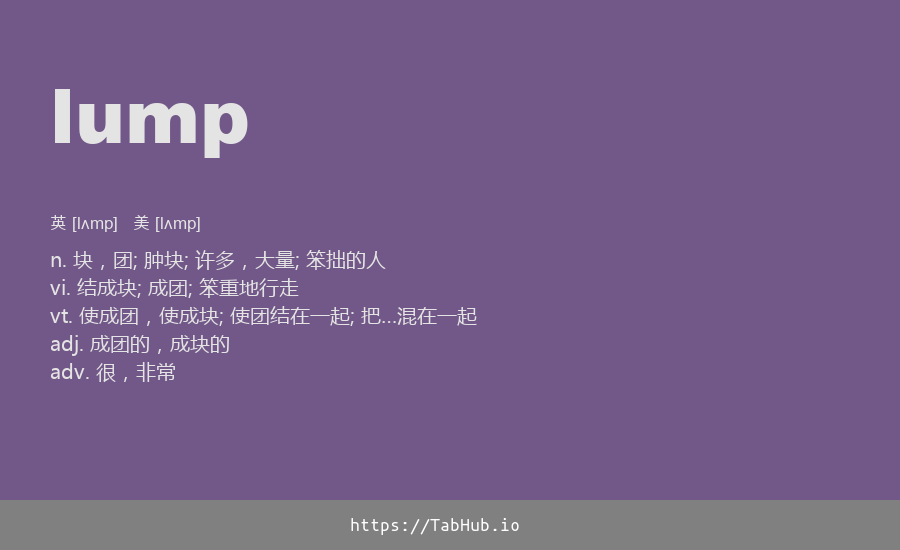 lump
英 [lʌmp] 美 [lʌmp]
n. 块，团; 肿块; 许多，大量; 笨拙的人
vi. 结成块; 成团; 笨重地行走
vt. 使成团，使成块; 使团结在一起; 把…混在一起
adj. 成团的，成块的
adv. 很，非常
https://TabHub.io